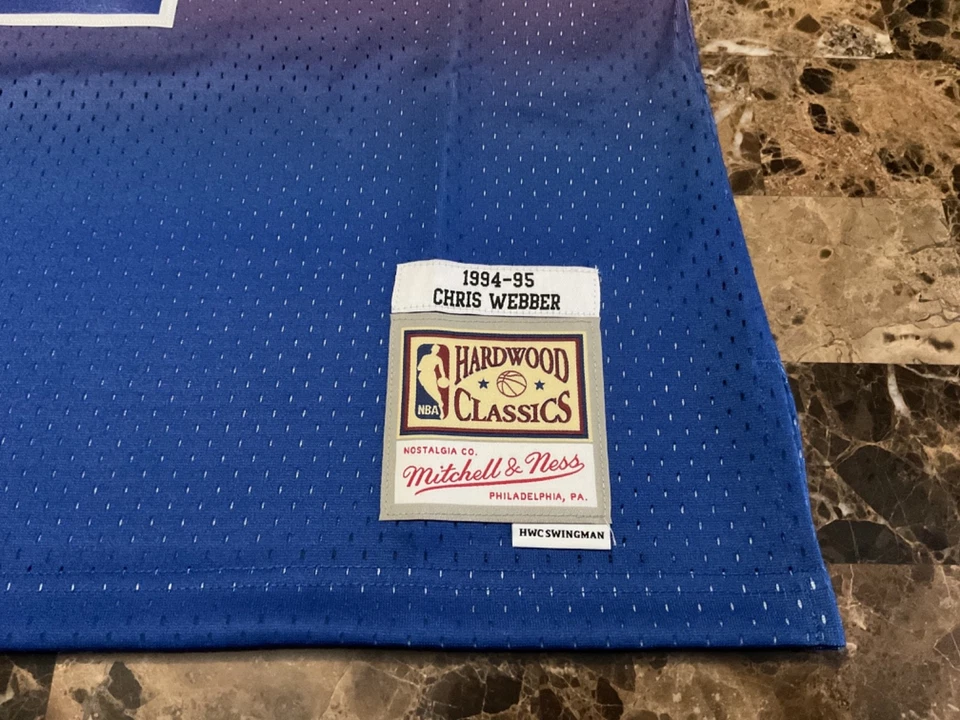 1994-95
CHRIS WEBBER
HARDWOOD
NBA
CLASSICS
NOSTALGIA CO.
Mitchell & Ness
PHILADELPHIA, PA.
HWC SWINGMAN